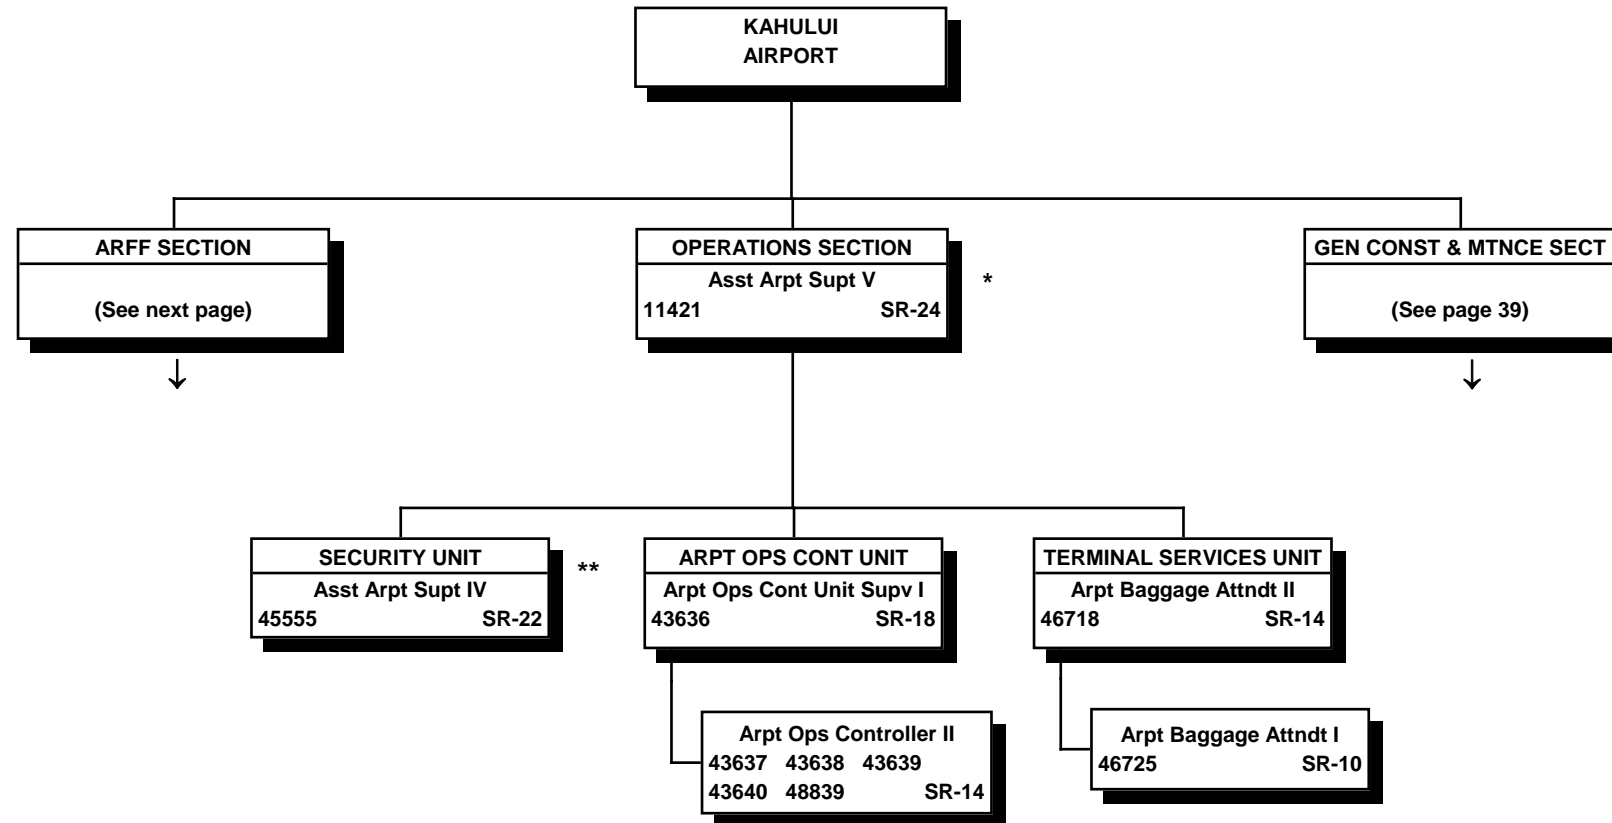 KAHULUI
AIRPORT
ARFF SECTION
(See next page)
OPERATIONS SECTION
Asst Arpt Supt V
11421 SR-24
*
GEN CONST & MTNCE SECT
(See page 39)
SECURITY UNIT
Asst Arpt Supt IV
45555 SR-22
**
ARPT OPS CONT UNIT
Arpt Ops Cont Unit Supv I
43636 SR-18
TERMINAL SERVICES UNIT
Arpt Baggage Attndt II
46718 SR-14
Arpt Ops Controller II
43637 43638 43639
43640 48839 SR-14
Arpt Baggage Attndt I
46725 SR-10